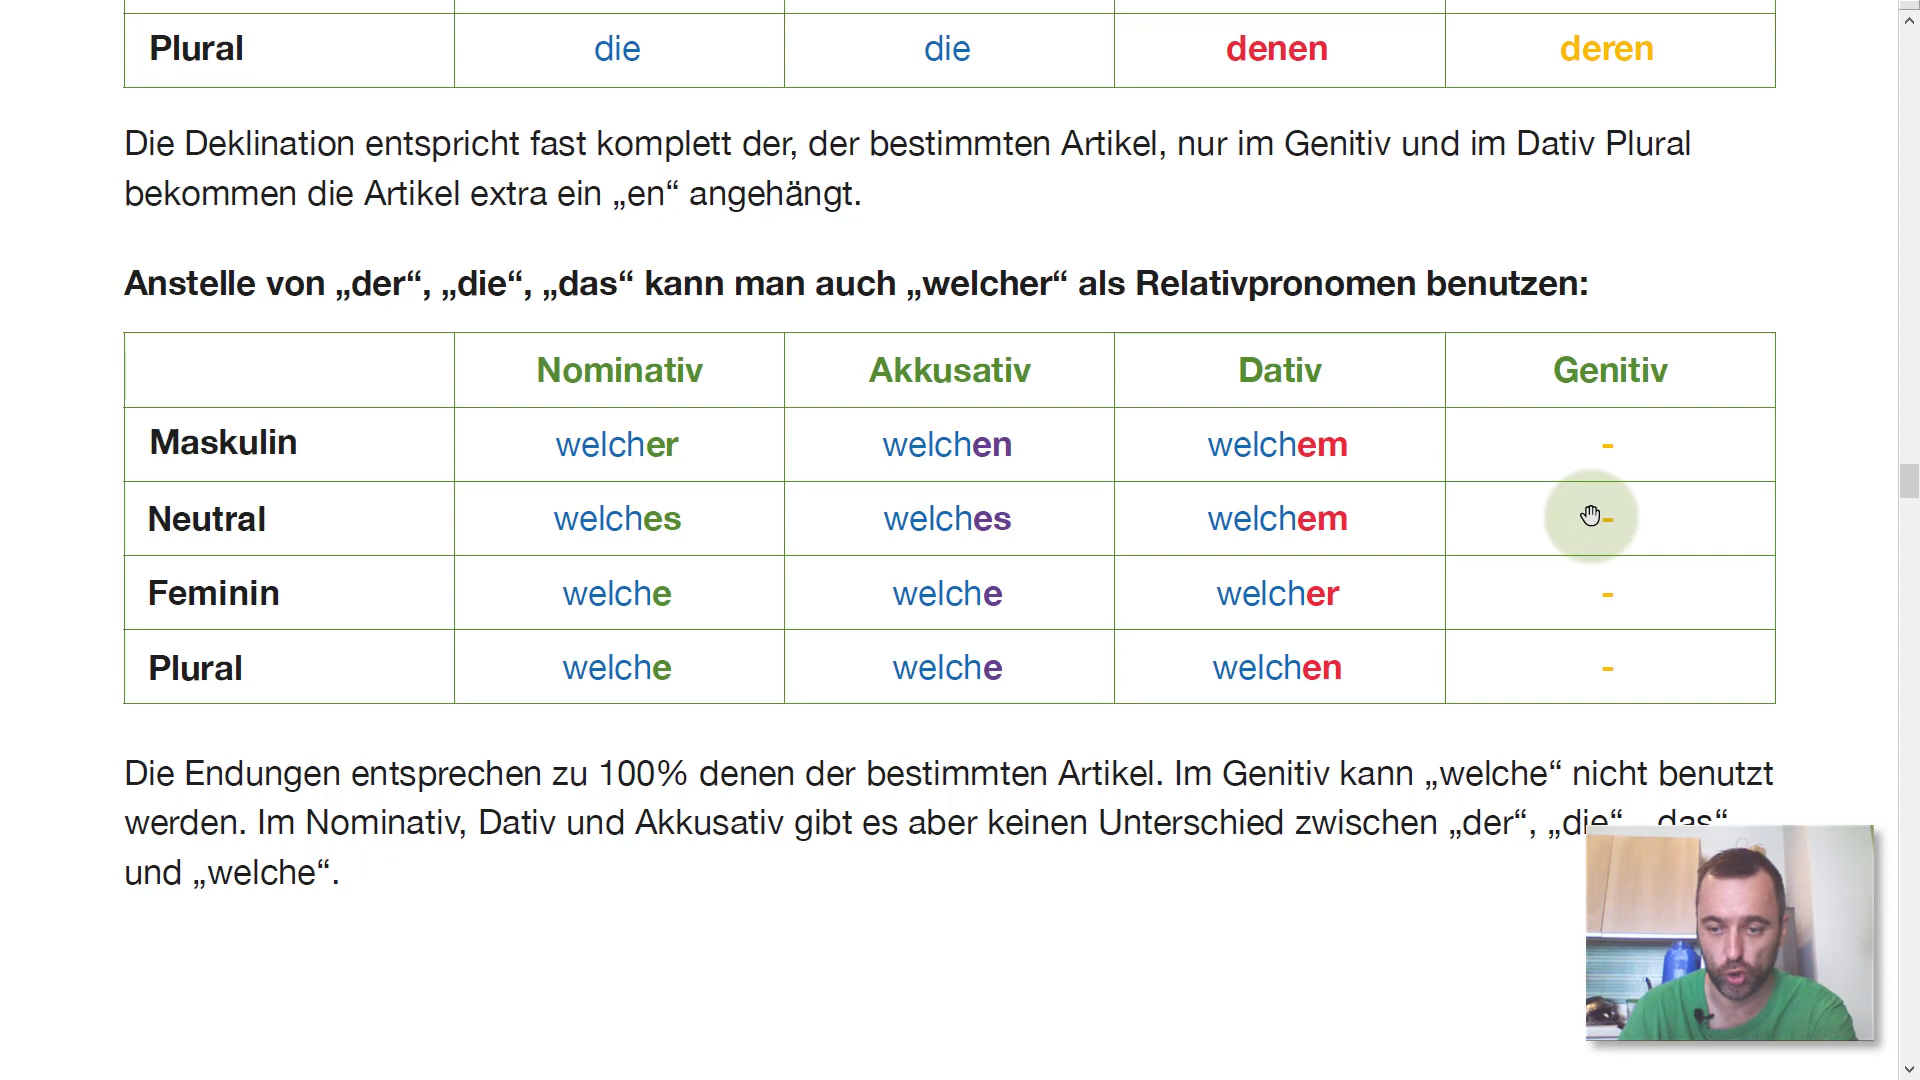 Plural die die denen deren
Die Deklination entspricht fast komplett der, der bestimmten Artikel, nur im Genitiv und im Dativ Plural
bekommen die Artikel extra ein „en“ angehängt.
Anstelle von „der“, „die“, „das“ kann man auch „welcher“ als Relativpronomen benutzen:
Nominativ Akkusativ Dativ Genitiv
Maskulin welcher welchen welchem -
Neutral welches welches welchem -
Feminin welche welche welcher -
Plural welche welche welchen -
Die Endungen entsprechen zu 100% denen der bestimmten Artikel. Im Genitiv kann „welche“ nicht benutzt
werden. Im Nominativ, Dativ und Akkusativ gibt es aber keinen Unterschied zwischen „der“, „die“, „das“
und „welche“.